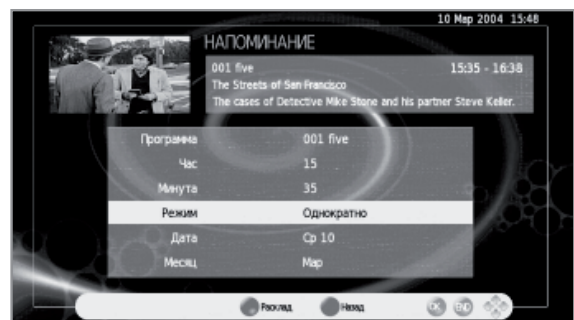 10 Мар 2004 15:48
НАПОМИНАНИЕ
001 five 15:35 - 16:38
The Streets of San Francisco
The cases of Detective Mike Stone and his partner Steve Keller.
Программа 001 five
Час 15
Минута 35
Режим Однократно
Дата Ср 10
Месяц Мар
Расклад. Назад OK END